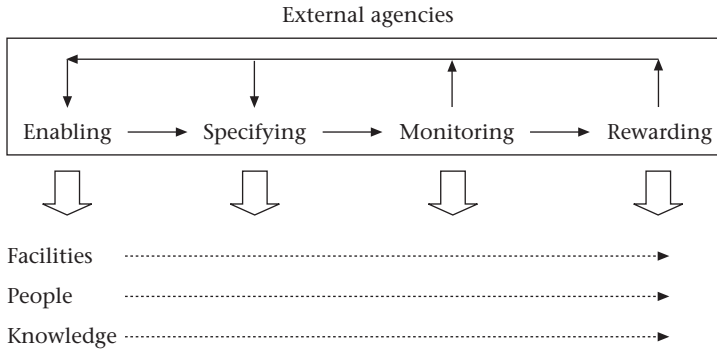 External agencies
Enabling Specifying Monitoring Rewarding
Facilities
People
Knowledge